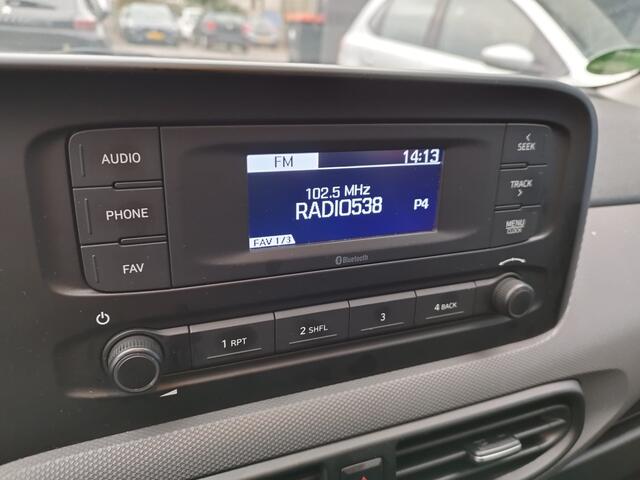 AUDIO
PHONE
FAV
FM 14:13
102.5 MHz
RADIO538 P4
FAV 1/3
Bluetooth
< SEEK
TRACK >
MENU
CLOCK
1 RPT
2 SHFL
3
4 BACK